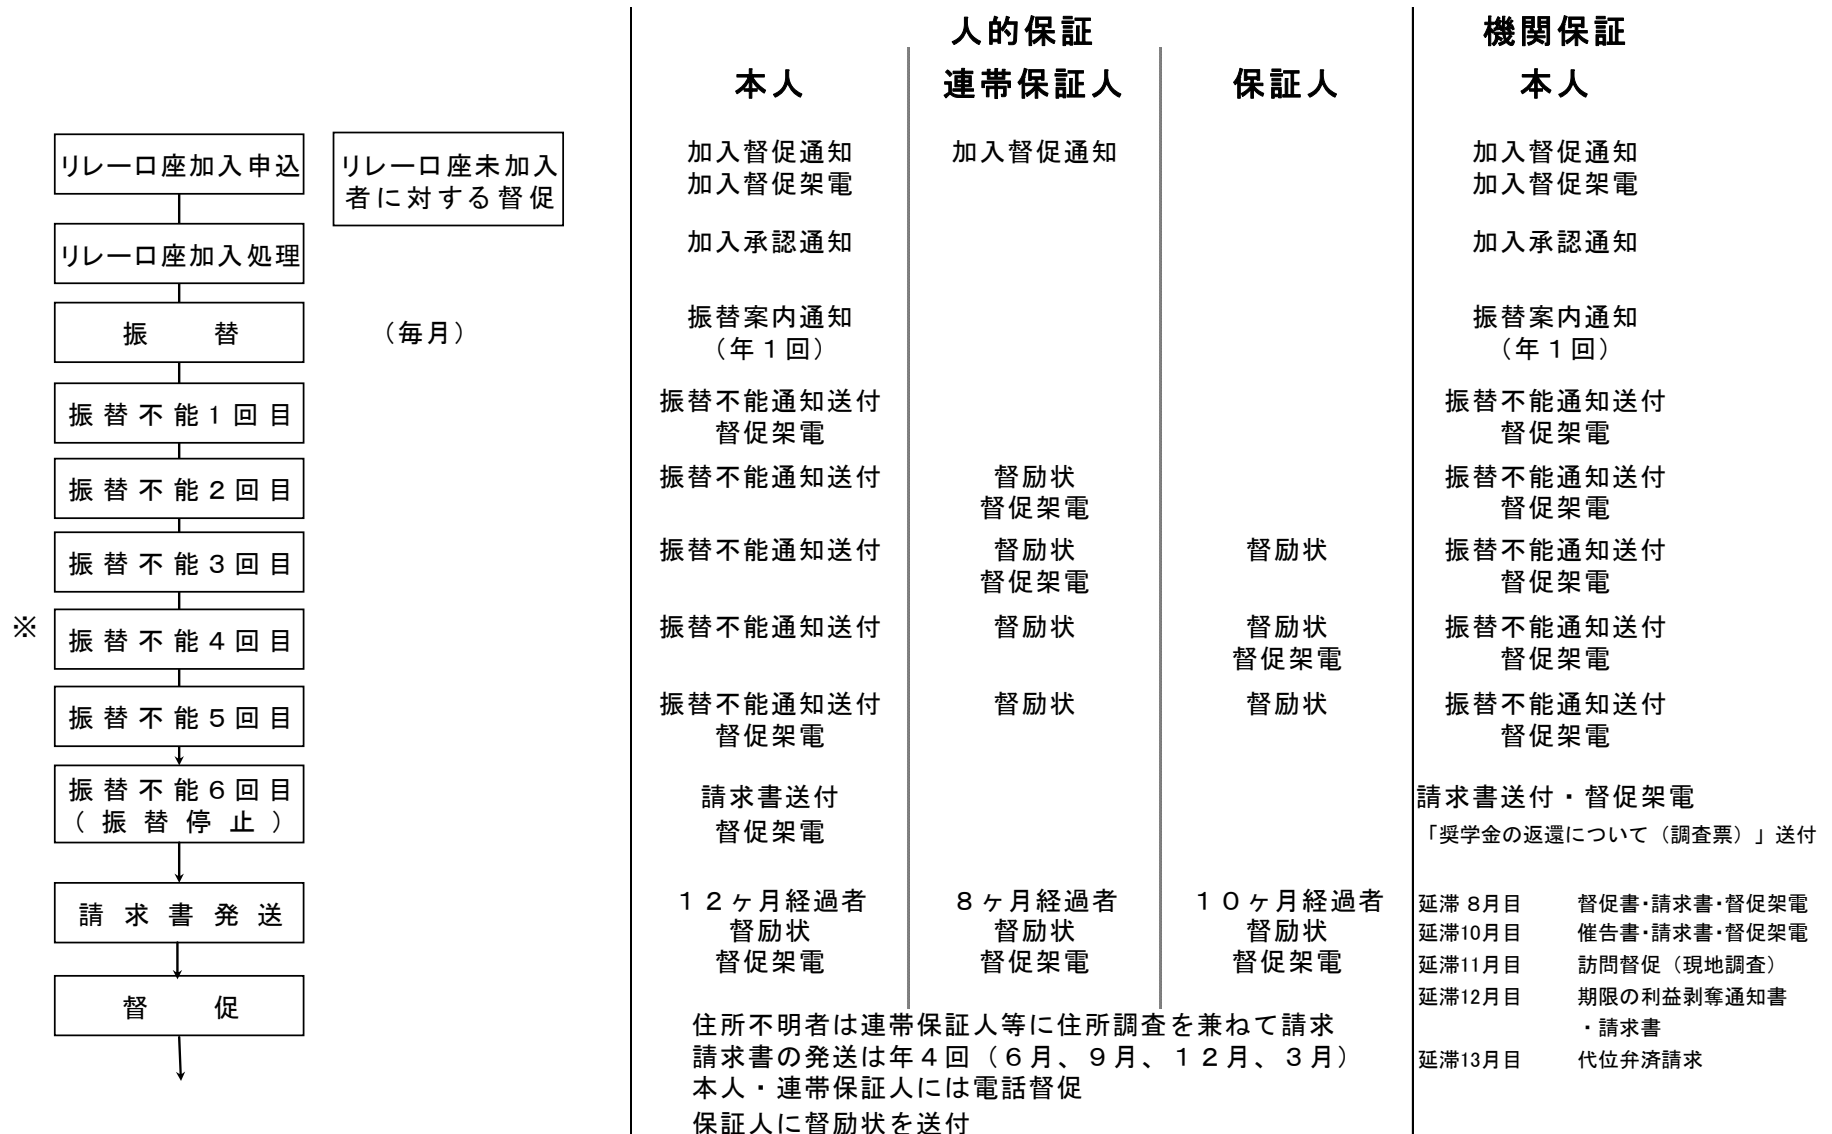 人的保証
機関保証
本人
連帯保証人
保証人
本人
リレー口座加入申込
リレー口座未加入
者に対する督促
加入督促通知
加入督促架電
加入督促通知
加入督促通知
加入督促架電
リレー口座加入処理
加入承認通知
加入承認通知
振　　替
（毎月）
振替案内通知
（年１回）
振替案内通知
（年１回）
振替不能１回目
振替不能通知送付
督促架電
振替不能通知送付
督促架電
振替不能２回目
振替不能通知送付
督励状
督促架電
振替不能通知送付
督促架電
振替不能３回目
振替不能通知送付
督励状
督促架電
督励状
振替不能通知送付
督促架電
※
振替不能４回目
振替不能通知送付
督励状
督励状
督促架電
振替不能通知送付
督促架電
振替不能５回目
振替不能通知送付
督促架電
督励状
督励状
振替不能通知送付
督促架電
振替不能６回目
（振替停止）
請求書送付
督促架電
請求書送付・督促架電
「奨学金の返還について（調査票）」送付
請求書発送
１２ヶ月経過者
督励状
督促架電
８ヶ月経過者
督励状
督促架電
１０ヶ月経過者
督励状
督促架電
延滞 8月目　督促書・請求書・督促架電
延滞10月目　催告書・請求書・督促架電
延滞11月目　訪問督促（現地調査）
延滞12月目　期限の利益剥奪通知書
・請求書
延滞13月目　代位弁済請求
督　　促
住所不明者は連帯保証人等に住所調査を兼ねて請求
請求書の発送は年４回（６月、９月、１２月、３月）
本人・連帯保証人には電話督促
保証人に督励状を送付